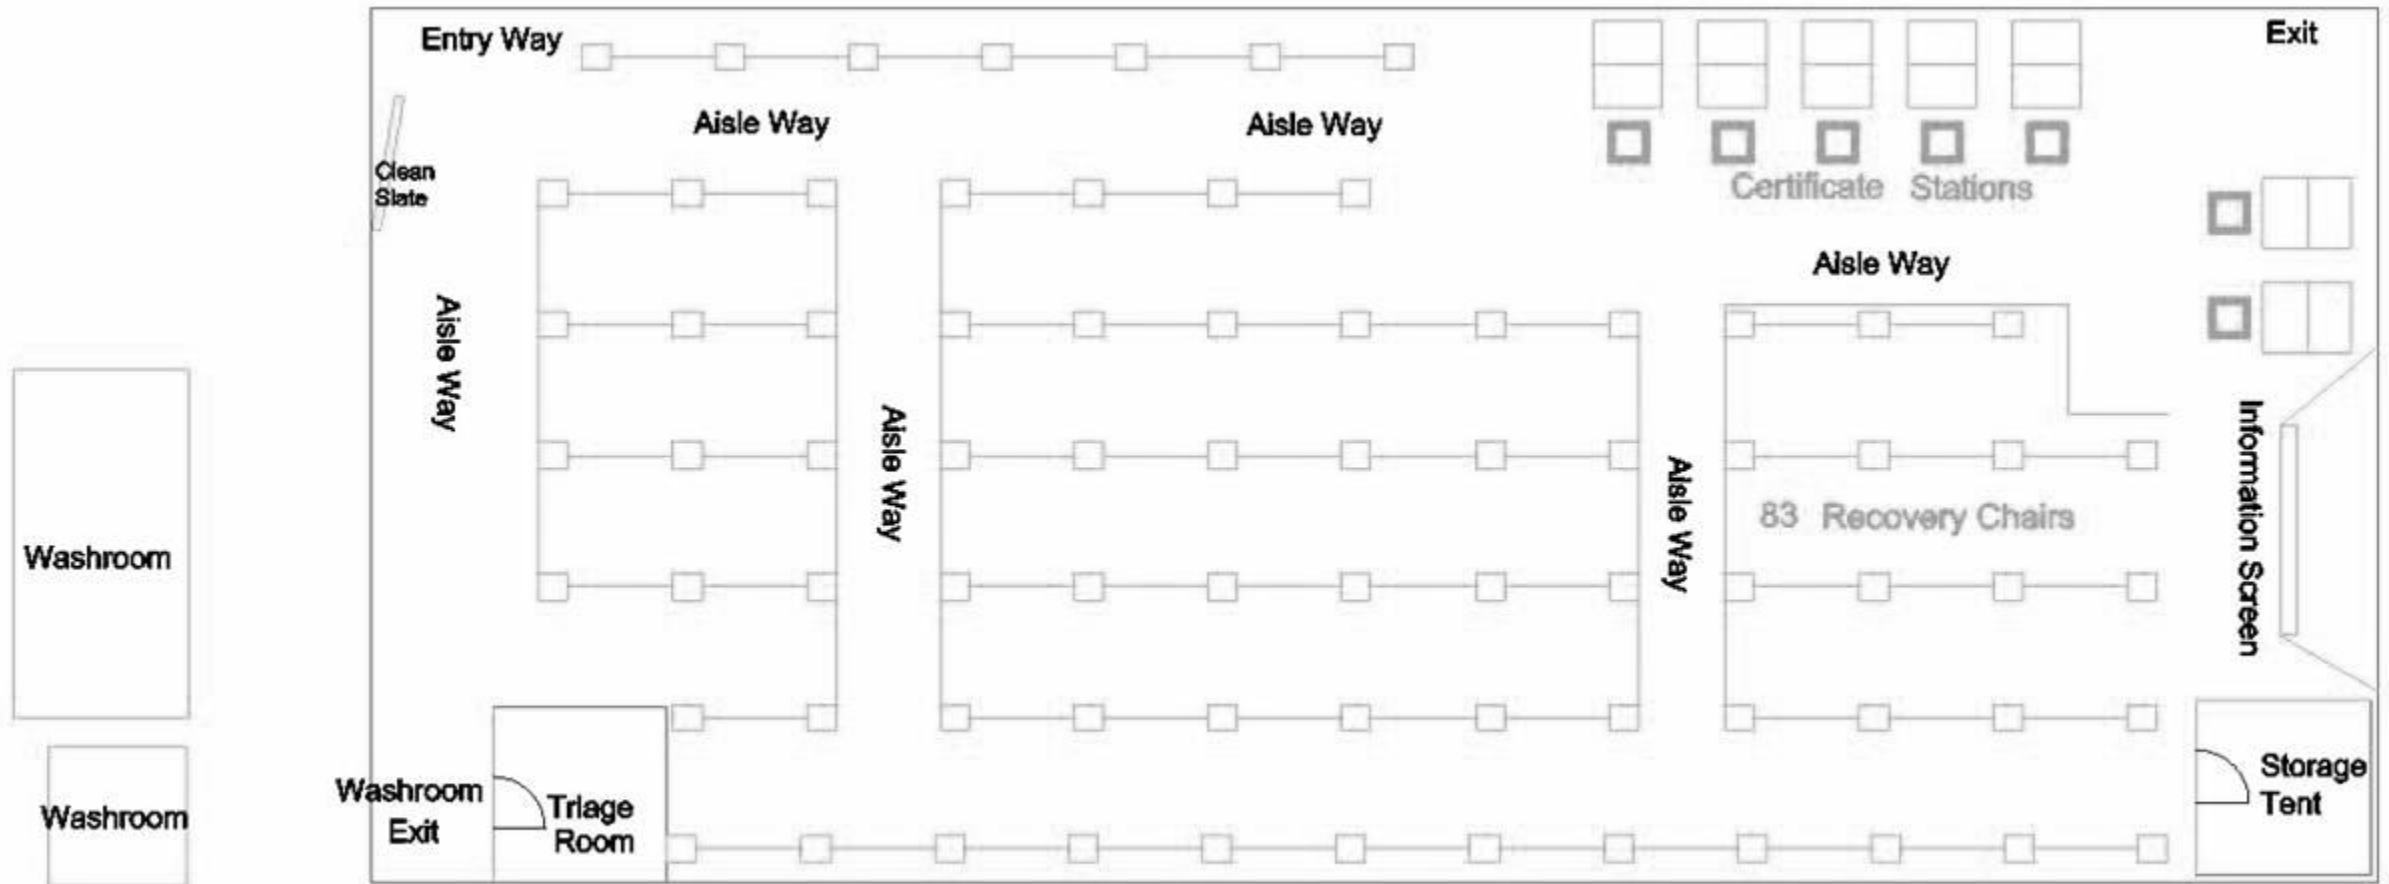 Entry Way
Exit
Aisle Way
Aisle Way
Clean
Slate
Certificate Stations
Aisle Way
Aisle Way
Aisle Way
Aisle Way
Information Screen
83 Recovery Chairs
Washroom
Washroom
Washroom
Exit
Triage
Room
Storage
Tent